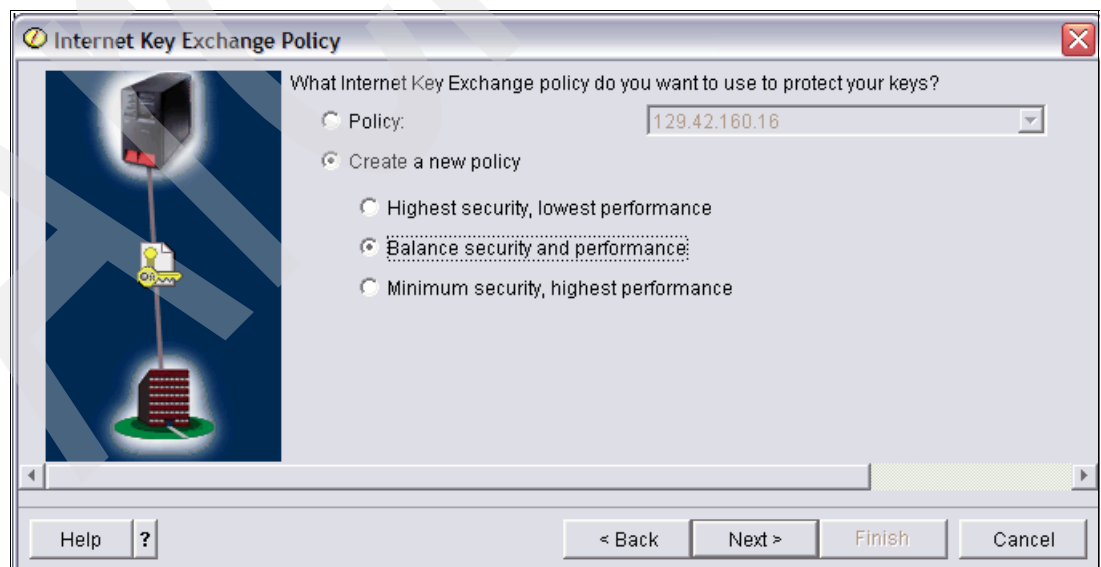 Internet Key Exchange Policy
What Internet Key Exchange policy do you want to use to protect your keys?
Policy: 129.42.160.16
Create a new policy
Highest security, lowest performance
Balance security and performance
Minimum security, highest performance
Help ? < Back Next > Finish Cancel